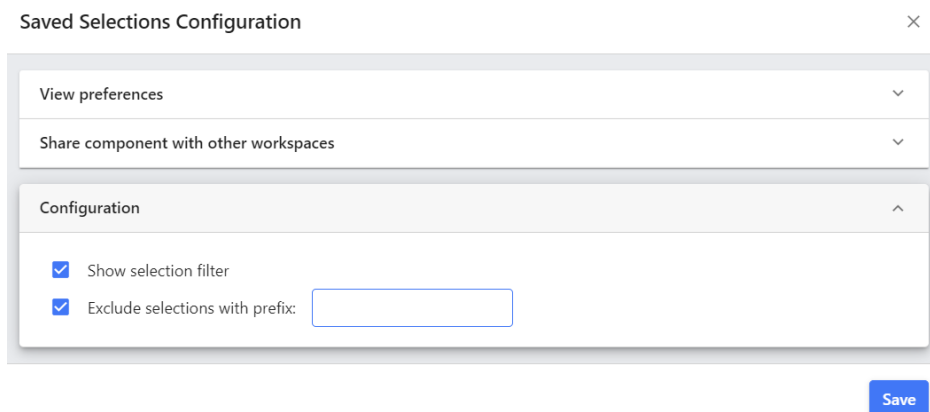 Saved Selections Configuration
View preferences
Share component with other workspaces
Configuration
Show selection filter
Exclude selections with prefix:
Save